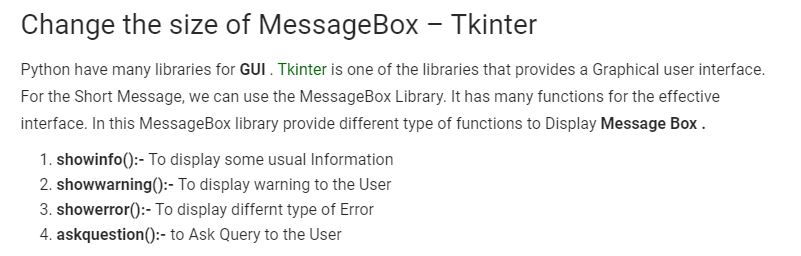 Change the size of MessageBox – Tkinter
Python have many libraries for GUI . Tkinter is one of the libraries that provides a Graphical user interface.
For the Short Message, we can use the MessageBox Library. It has many functions for the effective
interface. In this MessageBox library provide different type of functions to Display Message Box .
1. showinfo():- To display some usual Information
2. showwarning():- To display warning to the User
3. showerror():- To display differnt type of Error
4. askquestion():- to Ask Query to the User